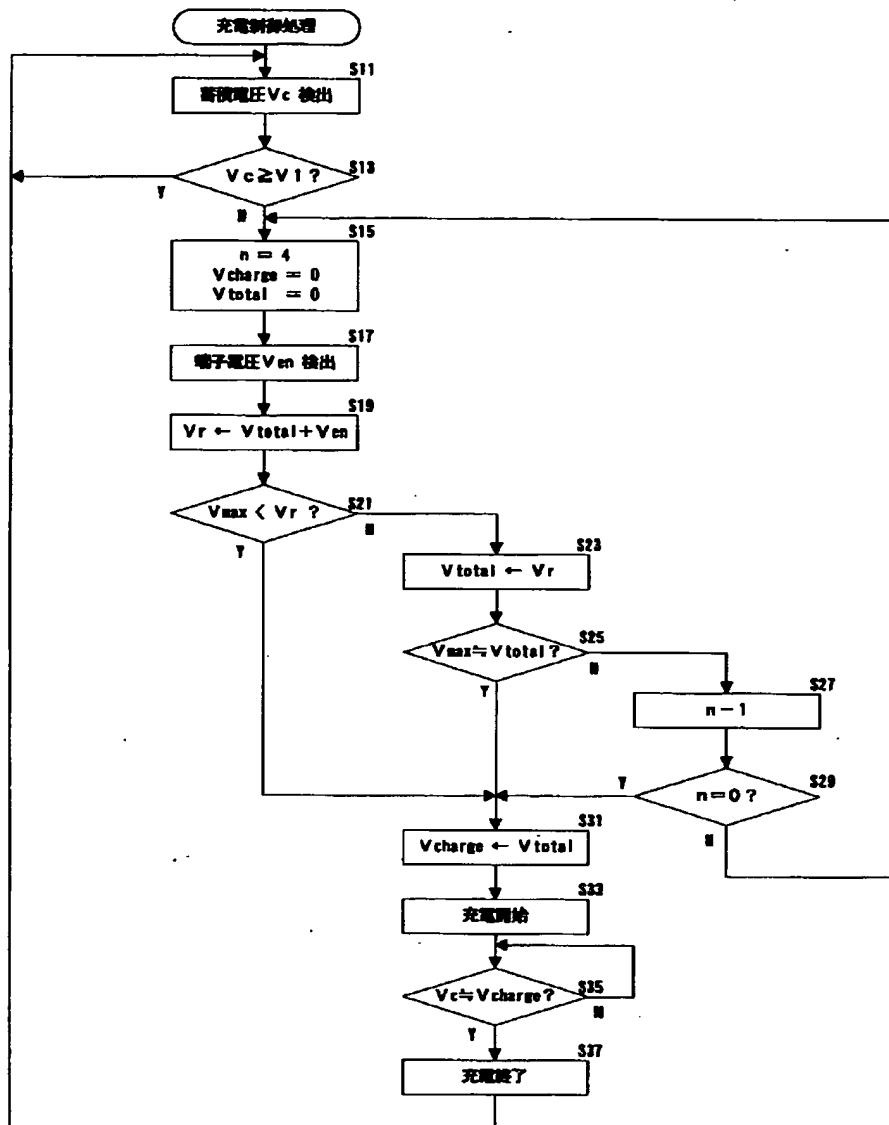 充電制御処理
S11
蓄積電圧Vc 検出
S13
Vc≧V1?
Y
N
S15
n = 4
Vcharge = 0
Vtotal = 0
S17
端子電圧Ven 検出
S19
Vr ← Vtotal+Ven
S21
Vmax < Vr ?
N
Y
S23
Vtotal ← Vr
S25
Vmax≒Vtotal?
N
Y
S27
n－1
S29
n=0?
Y
N
S31
Vcharge ← Vtotal
S33
充電開始
S35
Vc≒Vcharge?
N
Y
S37
充電終了